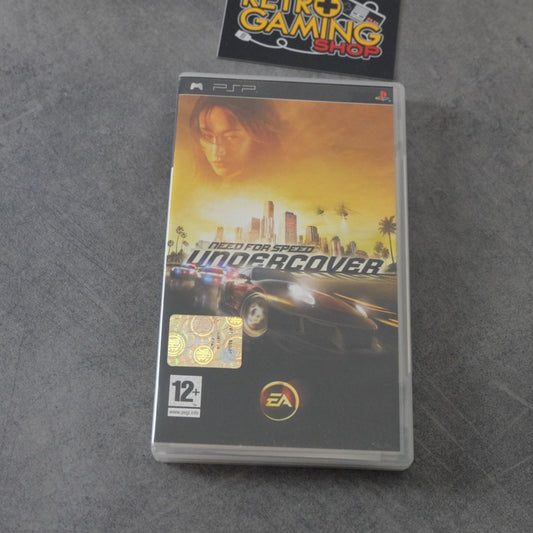 RETRO
GAMING
SHOP
PSP
NEED FOR SPEED
UNDERCOVER
12+
www.pegi.info
EA